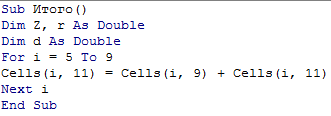 Sub Итого()
Dim Z, r As Double
Dim d As Double
For i = 5 To 9
Cells(i, 11) = Cells(i, 9) + Cells(i, 11)
Next i
End Sub